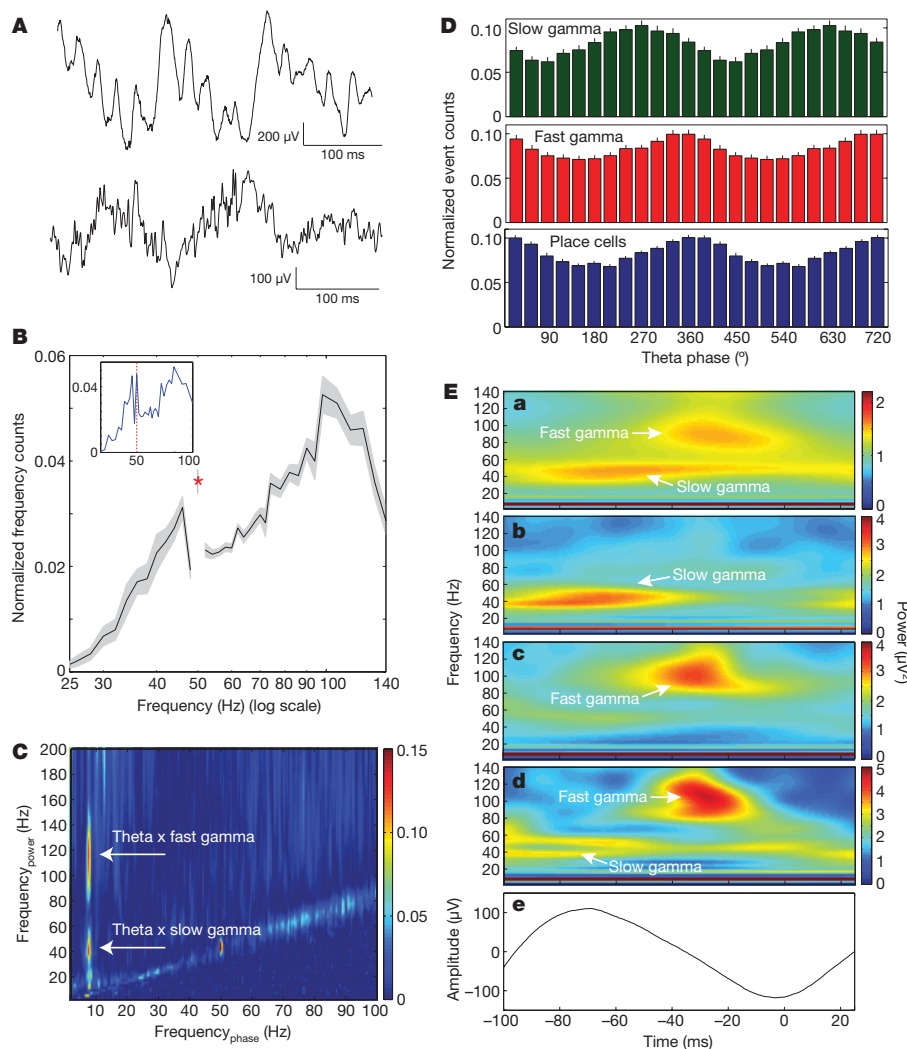 A
200 µV
100 ms
100 µV
100 ms
B
Normalized frequency counts
0.06
0.04
0.02
0
0.04
0
50
100
*
25 30 40 50 60 70 80 90 100 140
Frequency (Hz) (log scale)
C
Frequency power (Hz)
200
180
160
140
120
100
80
60
40
20
Theta x fast gamma
Theta x slow gamma
10 20 30 40 50 60 70 80 90 100
Frequency phase (Hz)
0.15
0.10
0.05
0
D
Normalized event counts
Slow gamma
0.10
0.05
0
Fast gamma
0.10
0.05
0
Place cells
0.10
0.05
0
90 180 270 360 450 540 630 720
Theta phase (º)
E
Frequency (Hz)
Power (µV²)
a
140
120
100
80
60
40
20
Fast gamma
Slow gamma
2
1
0
b
140
100
80
60
40
20
Slow gamma
4
3
2
1
0
c
140
100
80
60
40
20
Fast gamma
4
3
2
1
0
d
140
100
80
60
40
20
Fast gamma
Slow gamma
5
4
3
2
1
0
e
Amplitude (µV)
100
0
−100
−100 −80 −60 −40 −20 0 20
Time (ms)